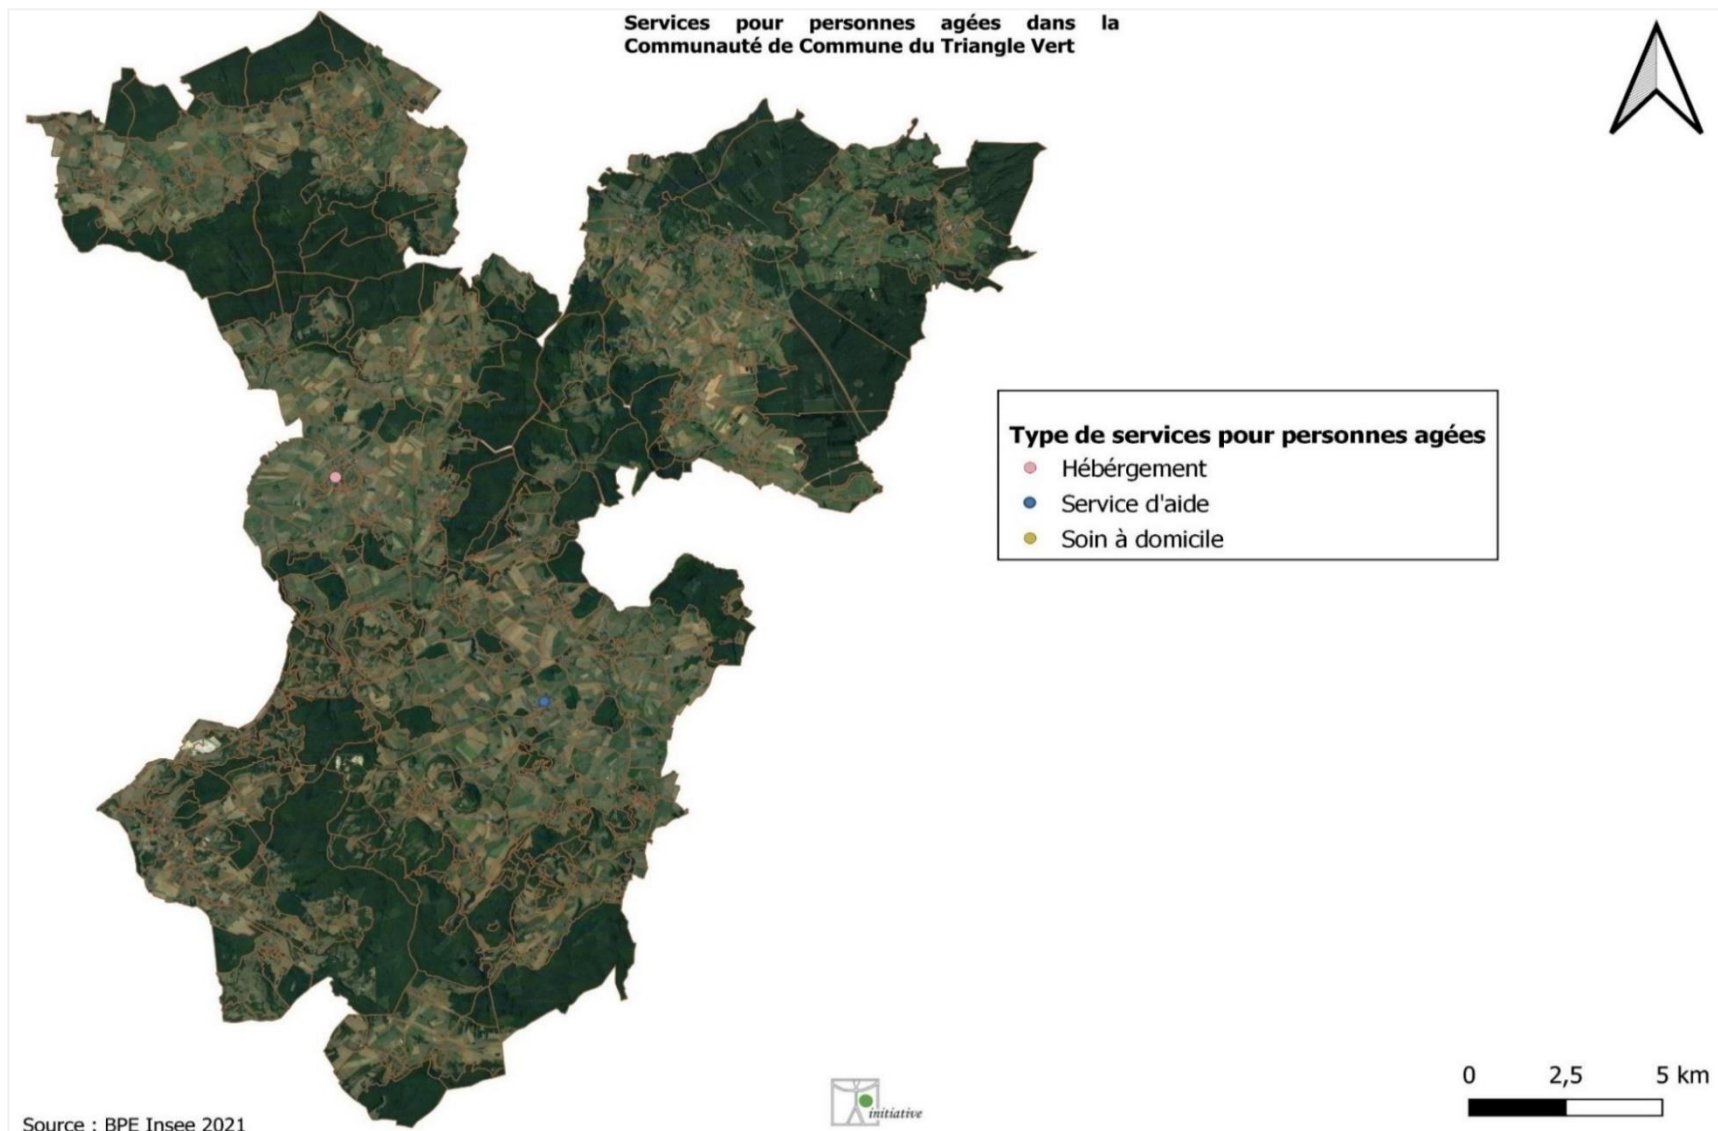 Services pour personnes agées dans la
Communauté de Commune du Triangle Vert
Type de services pour personnes agées
Hébérgement
Service d'aide
Soin à domicile
0 2,5 5 km
initiative
Source : BPE Insee 2021